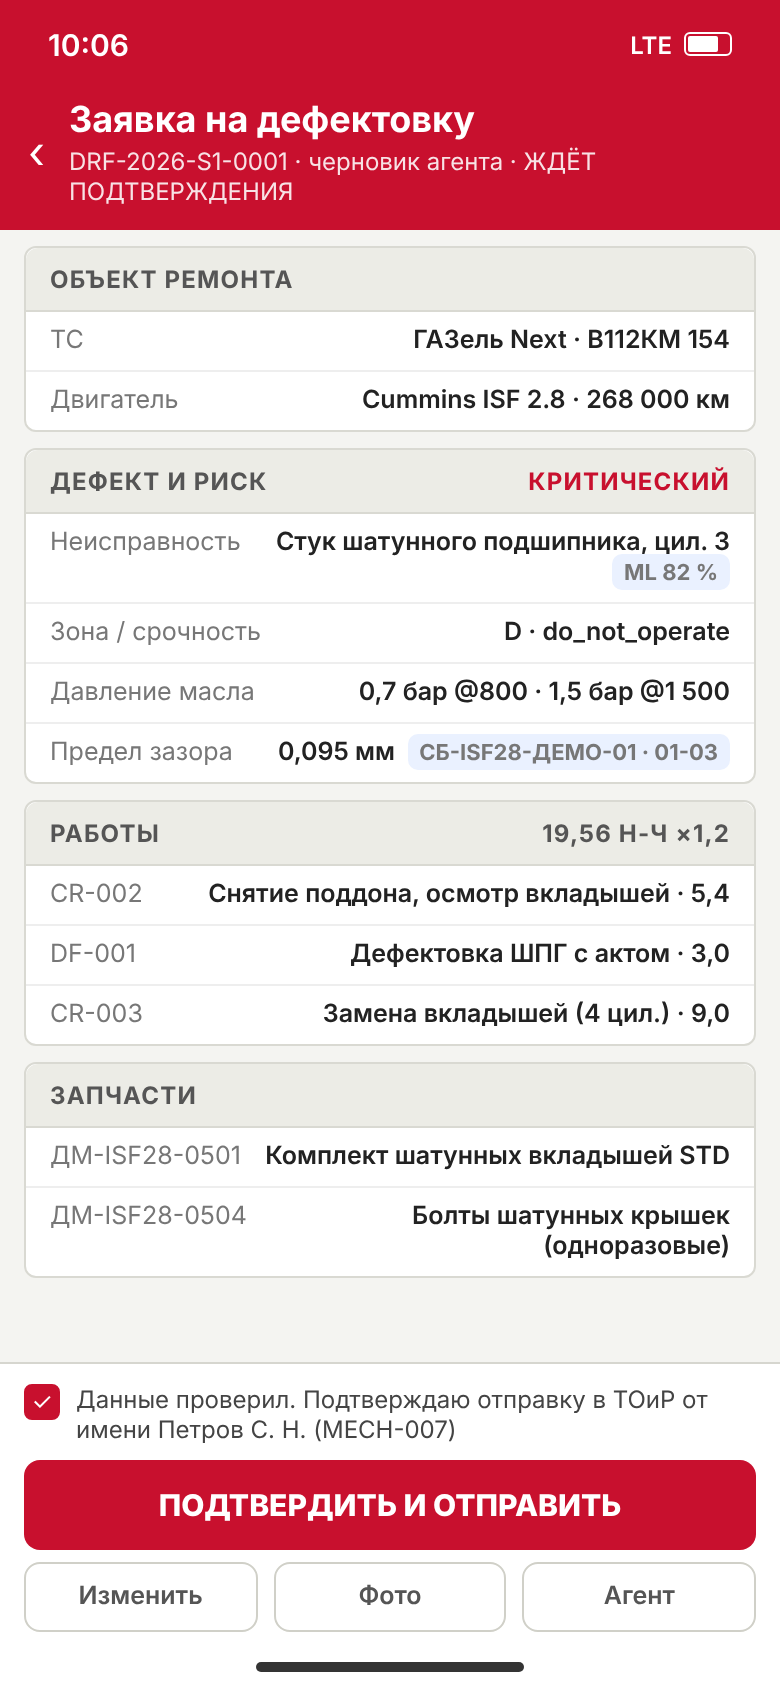 10:06
LTE
Заявка на дефектовку
‹
DRF-2026-S1-0001 · черновик агента · ЖДЁТ
ПОДТВЕРЖДЕНИЯ
ОБЪЕКТ РЕМОНТА
ТС ГАЗель Next · В112КМ 154
Двигатель Cummins ISF 2.8 · 268 000 км
ДЕФЕКТ И РИСК КРИТИЧЕСКИЙ
Неисправность Стук шатунного подшипника, цил. 3
ML 82 %
Зона / срочность D · do_not_operate
Давление масла 0,7 бар @800 · 1,5 бар @1 500
Предел зазора 0,095 мм СБ-ISF28-ДЕМО-01 · 01-03
РАБОТЫ 19,56 Н-Ч ×1,2
CR-002 Снятие поддона, осмотр вкладышей · 5,4
DF-001 Дефектовка ШПГ с актом · 3,0
CR-003 Замена вкладышей (4 цил.) · 9,0
ЗАПЧАСТИ
ДМ-ISF28-0501 Комплект шатунных вкладышей STD
ДМ-ISF28-0504 Болты шатунных крышек
(одноразовые)
Данные проверил. Подтверждаю отправку в ТОиР от
имени Петров С. Н. (MECH-007)
ПОДТВЕРДИТЬ И ОТПРАВИТЬ
Изменить Фото Агент